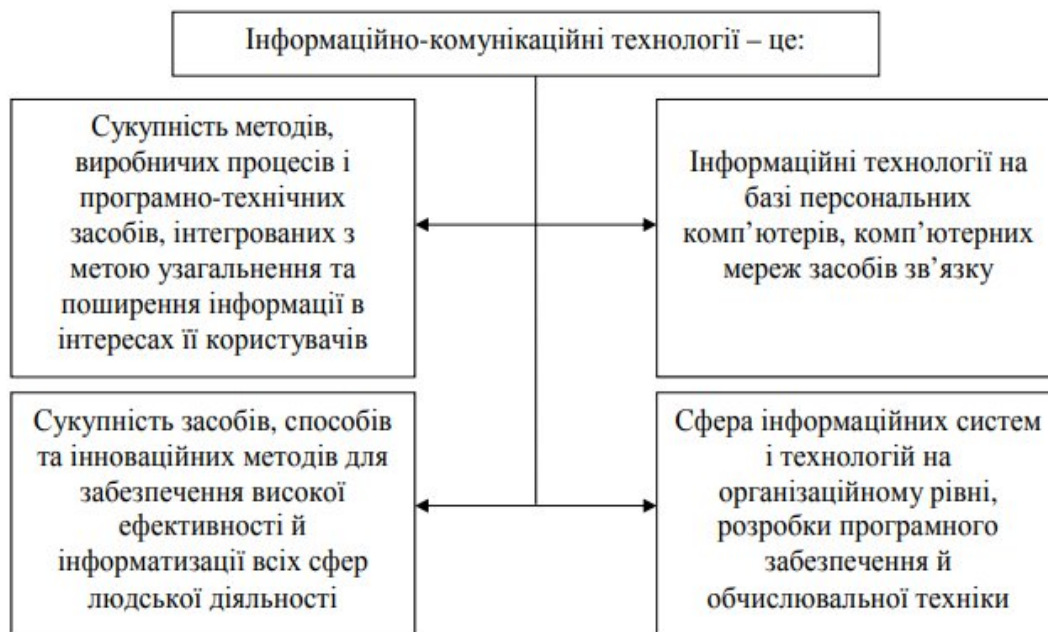 Інформаційно-комунікаційні технології – це:
Сукупність методів,
виробничих процесів і
програмно-технічних
засобів, інтегрованих з
метою узагальнення та
поширення інформації в
інтересах її користувачів
Інформаційні технології на
базі персональних
комп’ютерів, комп’ютерних
мереж засобів зв’язку
Сукупність засобів, способів
та інноваційних методів для
забезпечення високої
ефективності й
інформатизації всіх сфер
людської діяльності
Сфера інформаційних систем
і технологій на
організаційному рівні,
розробки програмного
забезпечення й
обчислювальної техніки